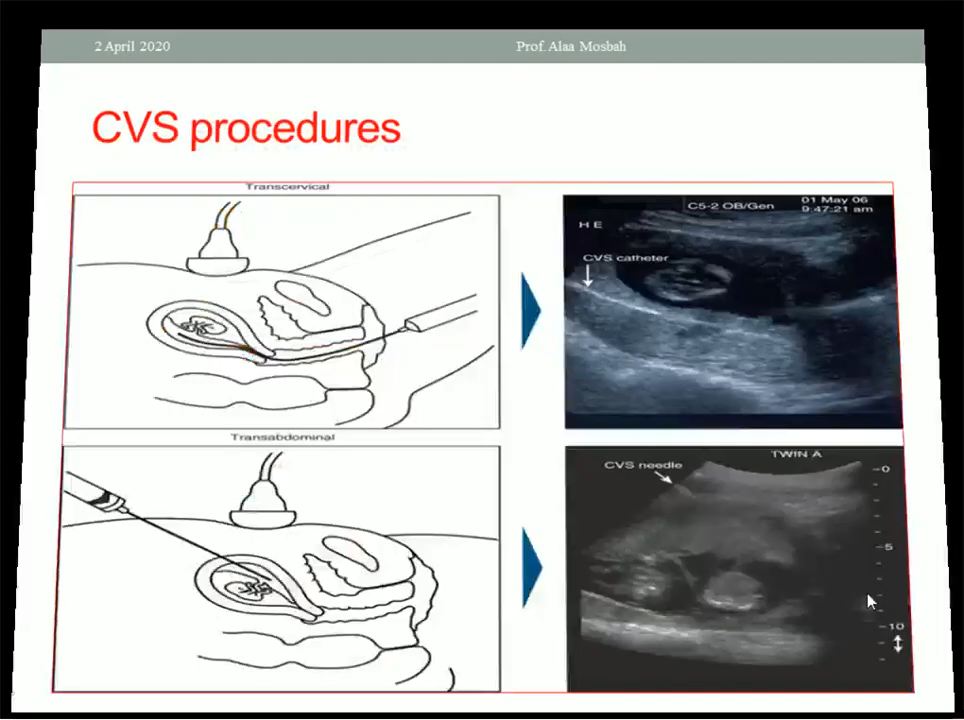 2 April 2020
Prof. Alaa Mosbah
CVS procedures
Transcervical
C5-2 OB/Gen
01 May 06
9:47:21 am
H E
CVS catheter
Transabdominal
TWIN A
CVS needle
0
5
10